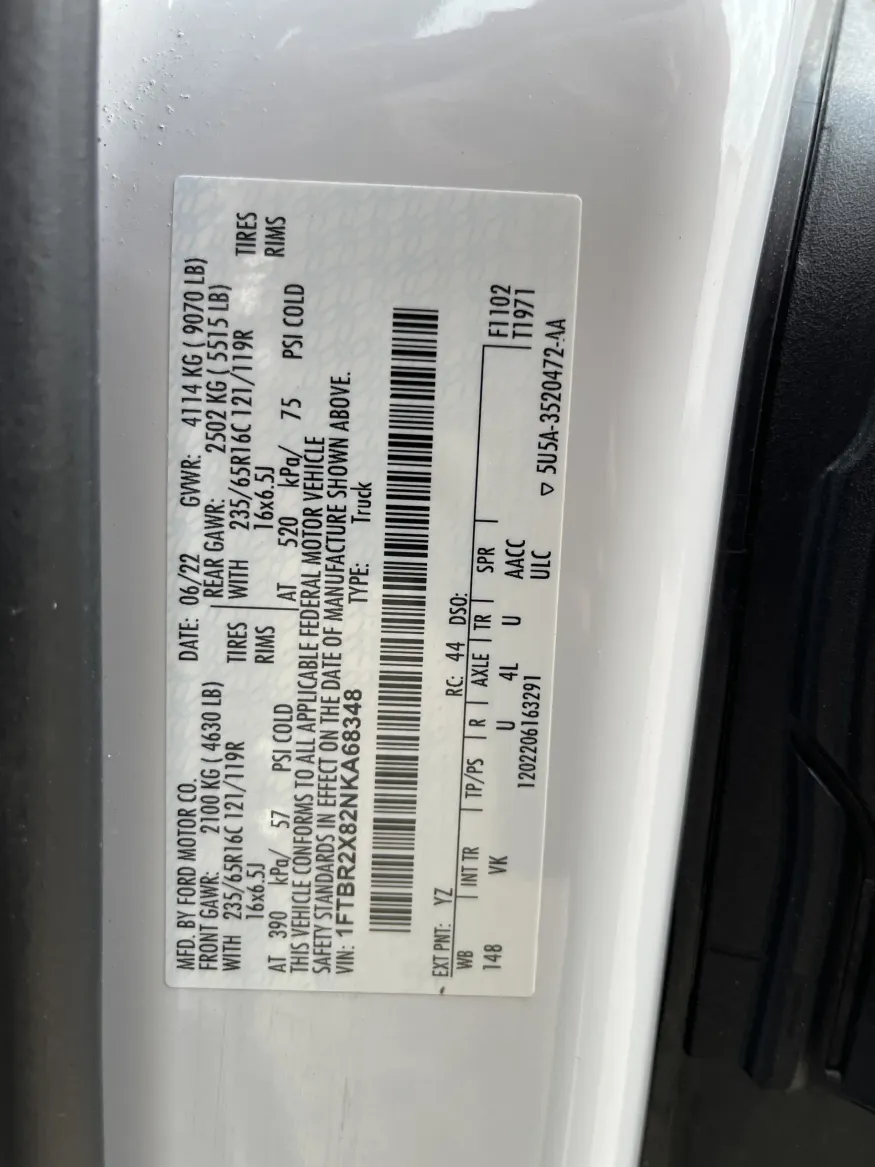 MFD. BY FORD MOTOR CO. DATE: 06/22 GVWR: 4114 KG ( 9070 LB)
FRONT GAWR: 2100 KG ( 4630 LB) REAR GAWR: 2502 KG ( 5515 LB)
WITH 235/65R16C 121/119R TIRES WITH 235/65R16C 121/119R TIRES
16x6.5J RIMS 16x6.5J RIMS
AT 390 kPa/ 57 PSI COLD AT 520 kPa/ 75 PSI COLD
THIS VEHICLE CONFORMS TO ALL APPLICABLE FEDERAL MOTOR VEHICLE
SAFETY STANDARDS IN EFFECT ON THE DATE OF MANUFACTURE SHOWN ABOVE.
VIN: 1FTBR2X82NKA68348 TYPE: Truck
EXT PNT: YZ RC: 44 DSO:
WB INT TR TP/PS R AXLE TR SPR F1102
148 VK U 4L U AACC T1971
1202206163291 ULC
▽ 5U5A-3520472-AA